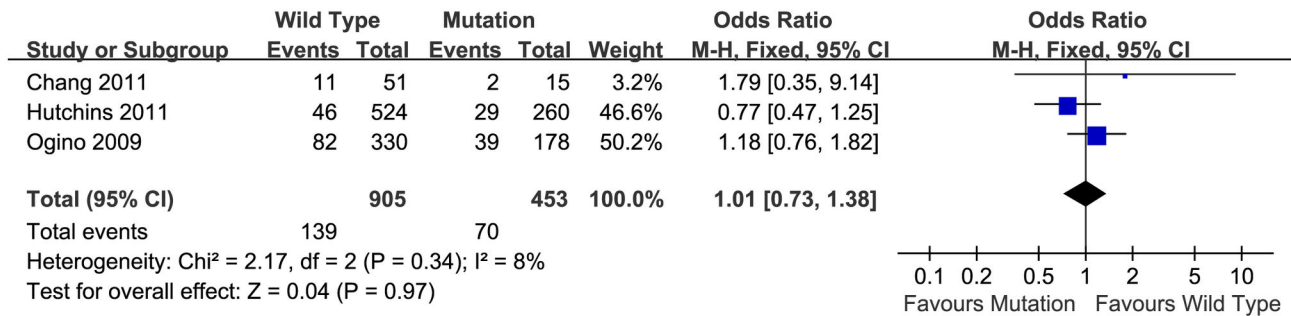 Wild Type Mutation Odds Ratio Odds Ratio
Study or Subgroup Events Total Events Total Weight M-H, Fixed, 95% CI M-H, Fixed, 95% CI
Chang 2011 11 51 2 15 3.2% 1.79 [0.35, 9.14]
Hutchins 2011 46 524 29 260 46.6% 0.77 [0.47, 1.25]
Ogino 2009 82 330 39 178 50.2% 1.18 [0.76, 1.82]
Total (95% CI) 905 453 100.0% 1.01 [0.73, 1.38]
Total events 139 70
Heterogeneity: Chi² = 2.17, df = 2 (P = 0.34); I² = 8%
Test for overall effect: Z = 0.04 (P = 0.97)
0.1 0.2 0.5 1 2 5 10
Favours Mutation Favours Wild Type